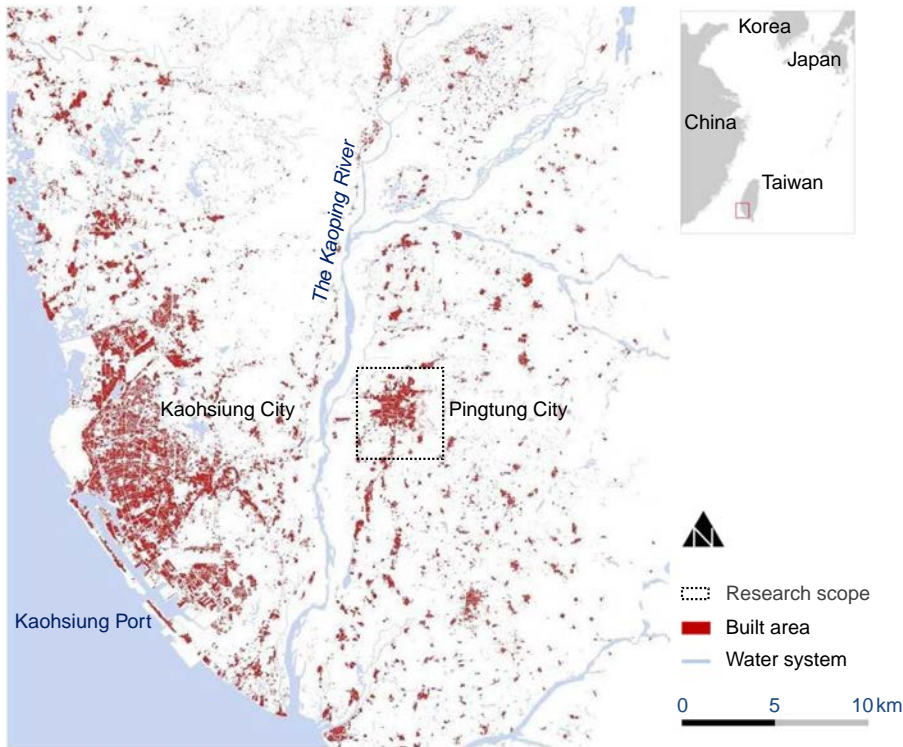 Korea
Japan
China
Taiwan
The Kaoping River
Kaohsiung City
Pingtung City
Kaohsiung Port
N
Research scope
Built area
Water system
0 5 10 km